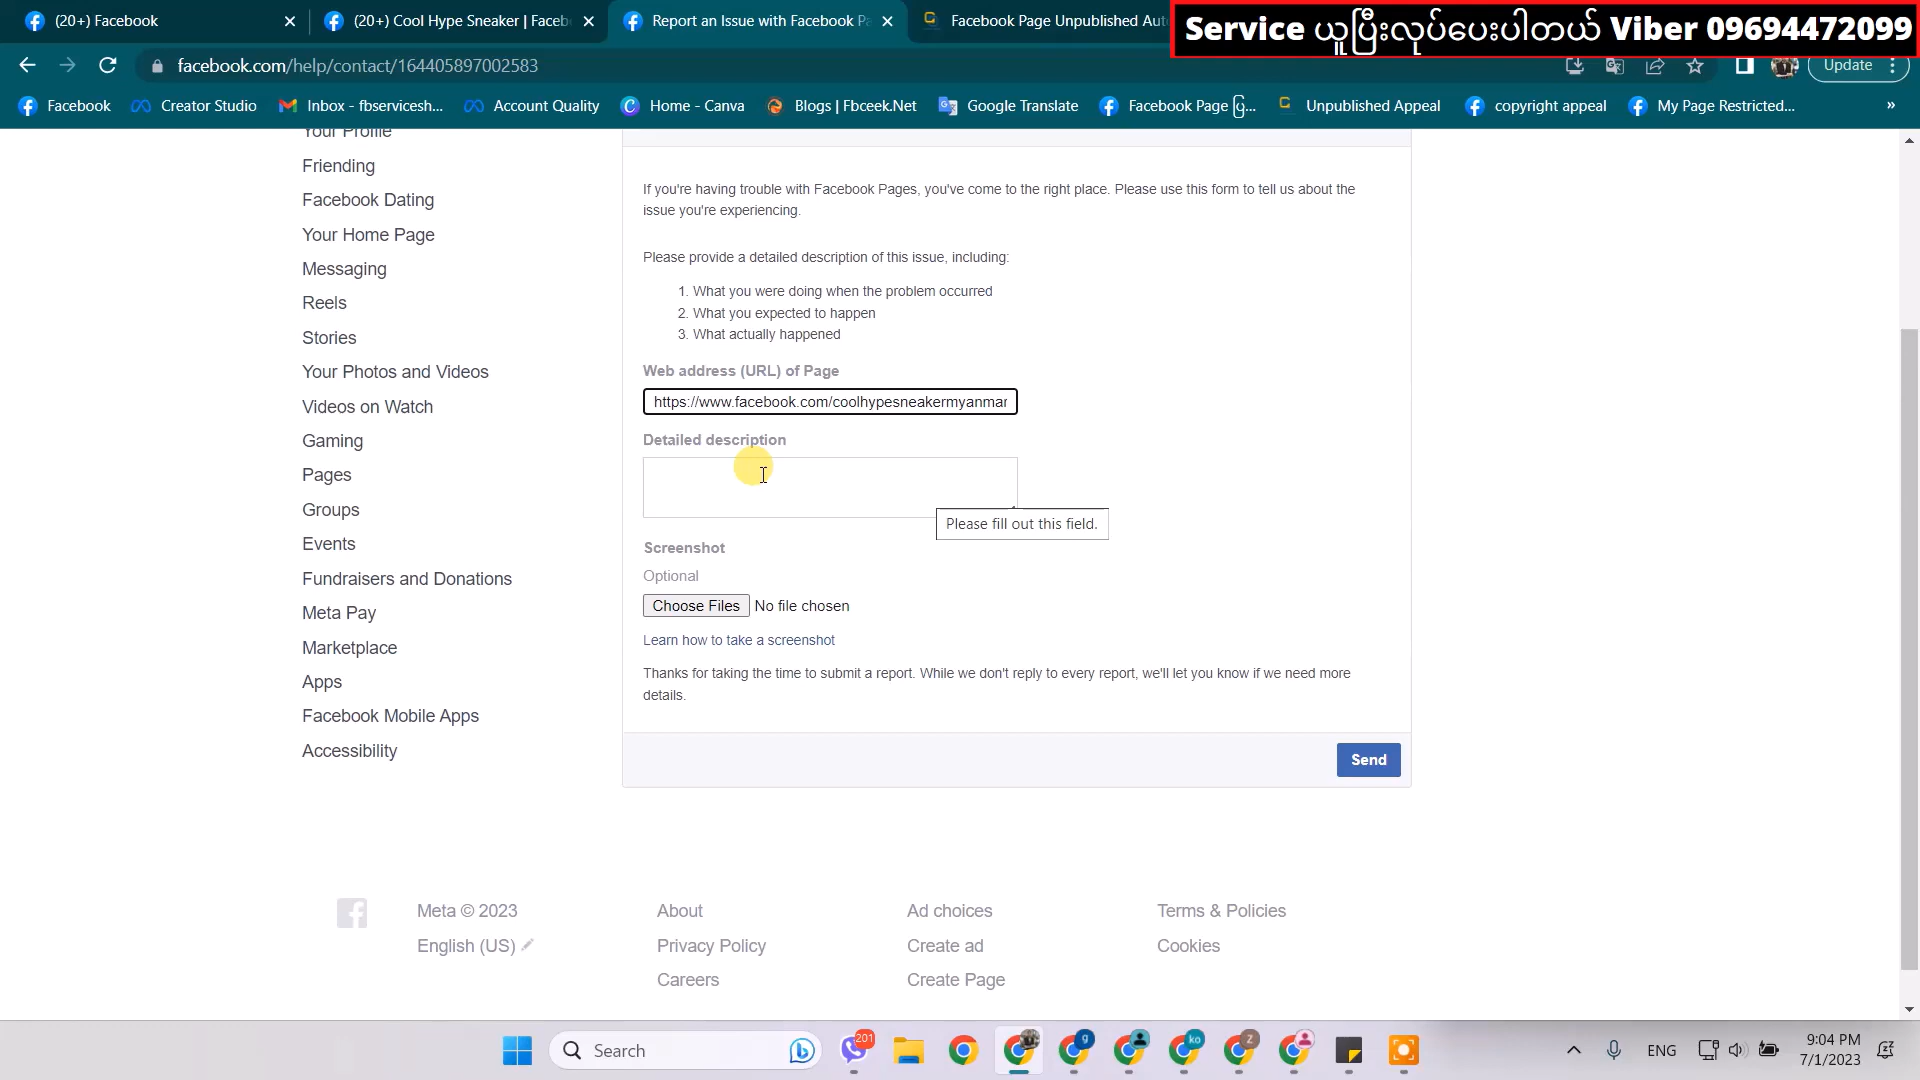 (20+) Facebook
(20+) Cool Hype Sneaker | Faceb
Report an Issue with Facebook Pa
Facebook Page Unpublished Aut
Service ယူပြီးလုပ်ပေးပါတယ် Viber 09694472099
facebook.com/help/contact/164405897002583
Update
Facebook
Creator Studio
Inbox - fbservicesh...
Account Quality
Home - Canva
Blogs | Fbceek.Net
Google Translate
Facebook Page ပြ...
Unpublished Appeal
copyright appeal
My Page Restricted...
»
Your Profile
Friending
Facebook Dating
Your Home Page
Messaging
Reels
Stories
Your Photos and Videos
Videos on Watch
Gaming
Pages
Groups
Events
Fundraisers and Donations
Meta Pay
Marketplace
Apps
Facebook Mobile Apps
Accessibility
If you're having trouble with Facebook Pages, you've come to the right place. Please use this form to tell us about the
issue you're experiencing.
Please provide a detailed description of this issue, including:
1. What you were doing when the problem occurred
2. What you expected to happen
3. What actually happened
Web address (URL) of Page
https://www.facebook.com/coolhypesneakermyanmar
Detailed description
Please fill out this field.
Screenshot
Optional
Choose Files No file chosen
Learn how to take a screenshot
Thanks for taking the time to submit a report. While we don't reply to every report, we'll let you know if we need more
details.
Send
Meta © 2023
About
Ad choices
Terms & Policies
English (US)
Privacy Policy
Create ad
Cookies
Careers
Create Page
Search
201
g
ko
Z
ENG
9:04 PM
7/1/2023